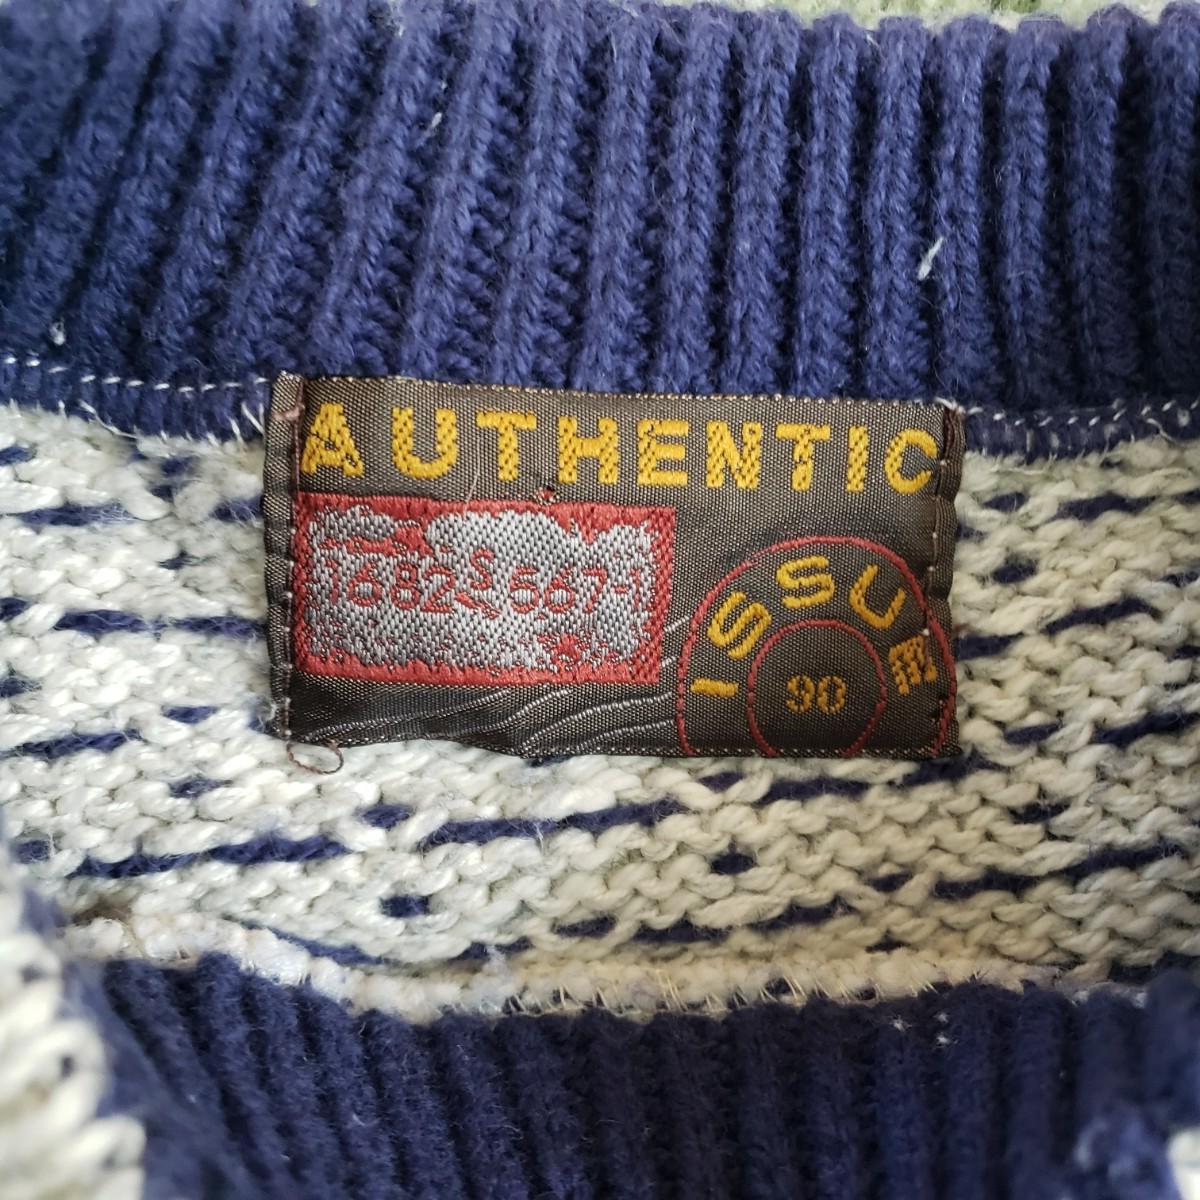 AUTHENTIC
1682 S 667-1
ISSUE
90